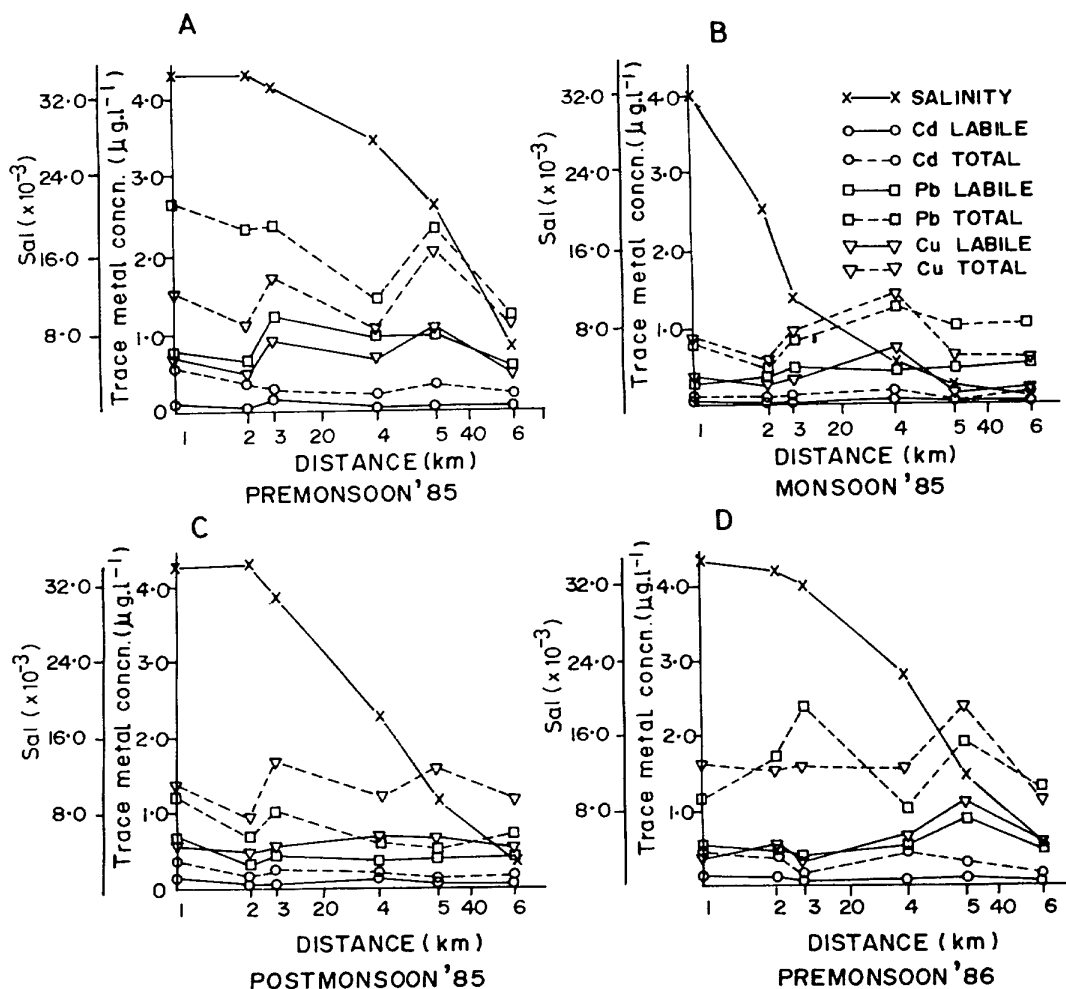 A
Sal (×10⁻³)
32·0
24·0
16·0
8·0
Trace metal concn. (μg.l⁻¹)
4·0
3·0
2·0
1·0
0
1 2 3 20 4 5 40 6
DISTANCE (km)
PREMONSOON '85
B
Sal (×10⁻³)
32·0
24·0
16·0
8·0
Trace metal concn. (μg.l⁻¹)
4·0
3·0
2·0
1·0
x—x SALINITY
Cd LABILE
Cd TOTAL
Pb LABILE
Pb TOTAL
Cu LABILE
Cu TOTAL
1 2 3 20 4 5 40 6
DISTANCE (km)
MONSOON '85
C
Sal (×10⁻³)
32·0
24·0
16·0
8·0
Trace metal concn. (μg.l⁻¹)
4·0
3·0
2·0
1·0
0
1 2 3 20 4 5 40 6
DISTANCE (km)
POSTMONSOON '85
D
Sal (×10⁻³)
32·0
24·0
16·0
8·0
Trace metal concn. (μg.l⁻¹)
4·0
3·0
2·0
1·0
1 2 3 20 4 5 40 6
DISTANCE (km)
PREMONSOON '86